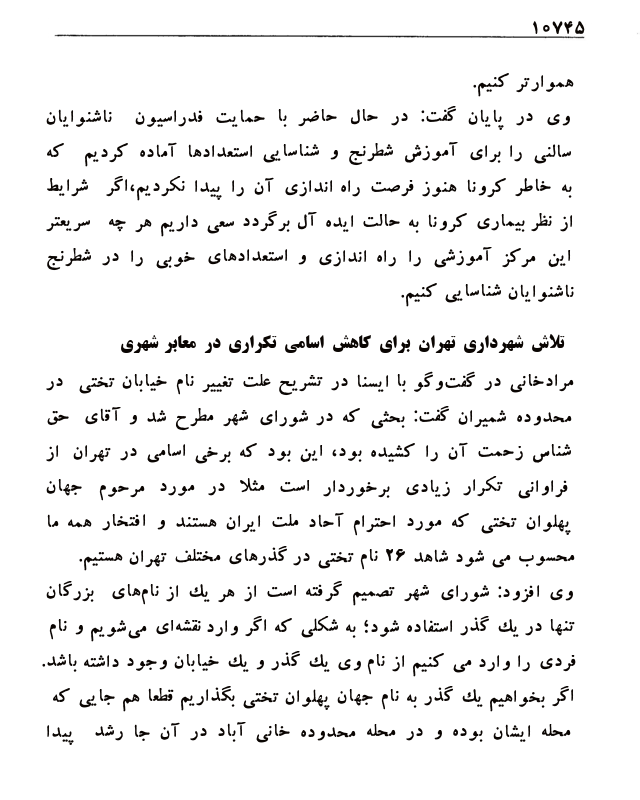 ۱۰۷۴۵
هموارتر کنیم.
وی در پایان گفت: در حال حاضر با حمایت فدراسیون ناشنوایان
سالنی را برای آموزش شطرنج و شناسایی استعدادها آماده کردیم که
به خاطر کرونا هنوز فرصت راه اندازی آن را پیدا نکردیم،اگر شرایط
از نظر بیماری کرونا به حالت ایده آل برگردد سعی داریم هر چه سریعتر
این مرکز آموزشی را راه اندازی و استعدادهای خوبی را در شطرنج
ناشنوایان شناسایی کنیم.
تلاش شهرداری تهران برای کاهش اسامی تکراری در معابر شهری
مرادخانی در گفت‌وگو با ایسنا در تشریح علت تغییر نام خیابان تختی در
محدوده شمیران گفت: بحثی که در شورای شهر مطرح شد و آقای حق
شناس زحمت آن را کشیده بود، این بود که برخی اسامی در تهران از
فراوانی تکرار زیادی برخوردار است مثلا در مورد مرحوم جهان
پهلوان تختی که مورد احترام آحاد ملت ایران هستند و افتخار همه ما
محسوب می شود شاهد ۲۶ نام تختی در گذرهای مختلف تهران هستیم.
وی افزود: شورای شهر تصمیم گرفته است از هر یك از نام‌های بزرگان
تنها در یك گذر استفاده شود؛ به شکلی که اگر وارد نقشه‌ای می‌شویم و نام
فردی را وارد می کنیم از نام وی یك گذر و یك خیابان وجود داشته باشد.
اگر بخواهیم یك گذر به نام جهان پهلوان تختی بگذاریم قطعا هم جایی که
محله ایشان بوده و در محله محدوده خانی آباد در آن جا رشد پیدا